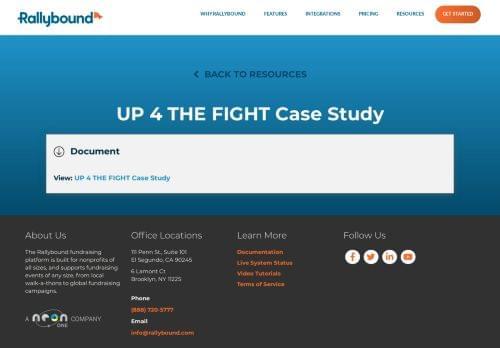 Rallybound
WHY RALLYBOUND
FEATURES
INTEGRATIONS
PRICING
RESOURCES
GET STARTED
BACK TO RESOURCES
UP 4 THE FIGHT Case Study
Document
View: UP 4 THE FIGHT Case Study
About Us
The Rallybound fundraising
platform is built for nonprofits of
all sizes, and supports fundraising
events of any size, from local
walk-a-thons to global fundraising
campaigns.
A neon one COMPANY
Office Locations
111 Penn St., Suite 101
El Segundo, CA 90245
6 Lamont Ct
Brooklyn, NY 11225
Phone
(888) 720-5777
Email
info@rallybound.com
Learn More
Documentation
Live System Status
Video Tutorials
Terms of Service
Follow Us